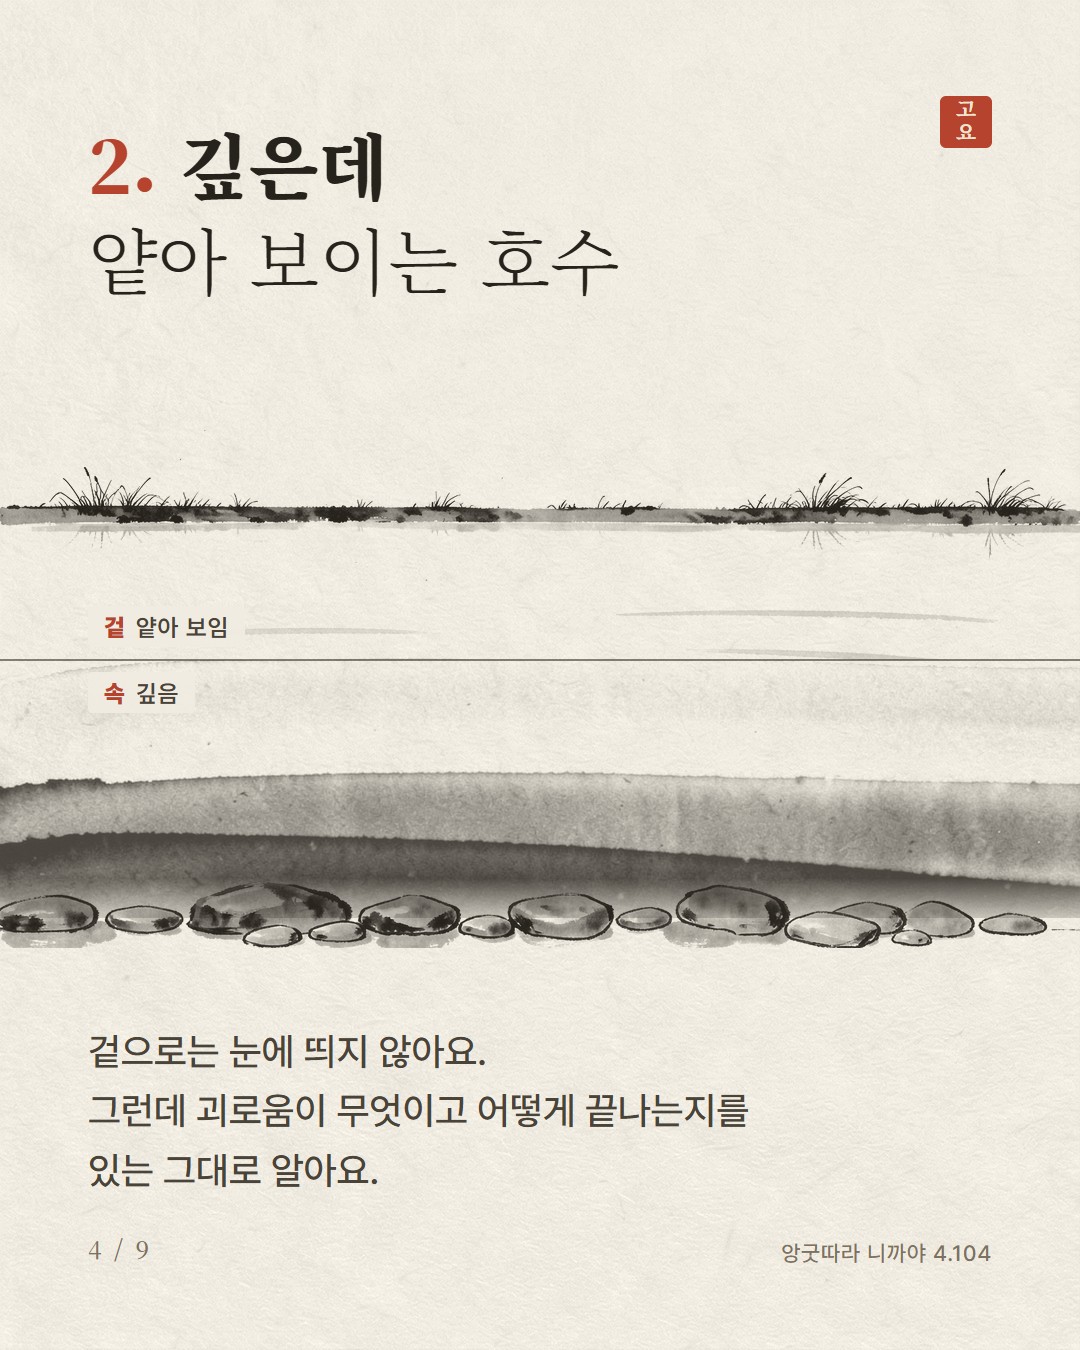 고
요
2. 깊은데
얕아 보이는 호수
겉 얕아 보임
속 깊음
겉으로는 눈에 띄지 않아요.
그런데 괴로움이 무엇이고 어떻게 끝나는지를
있는 그대로 알아요.
4 / 9
앙굿따라 니까야 4.104